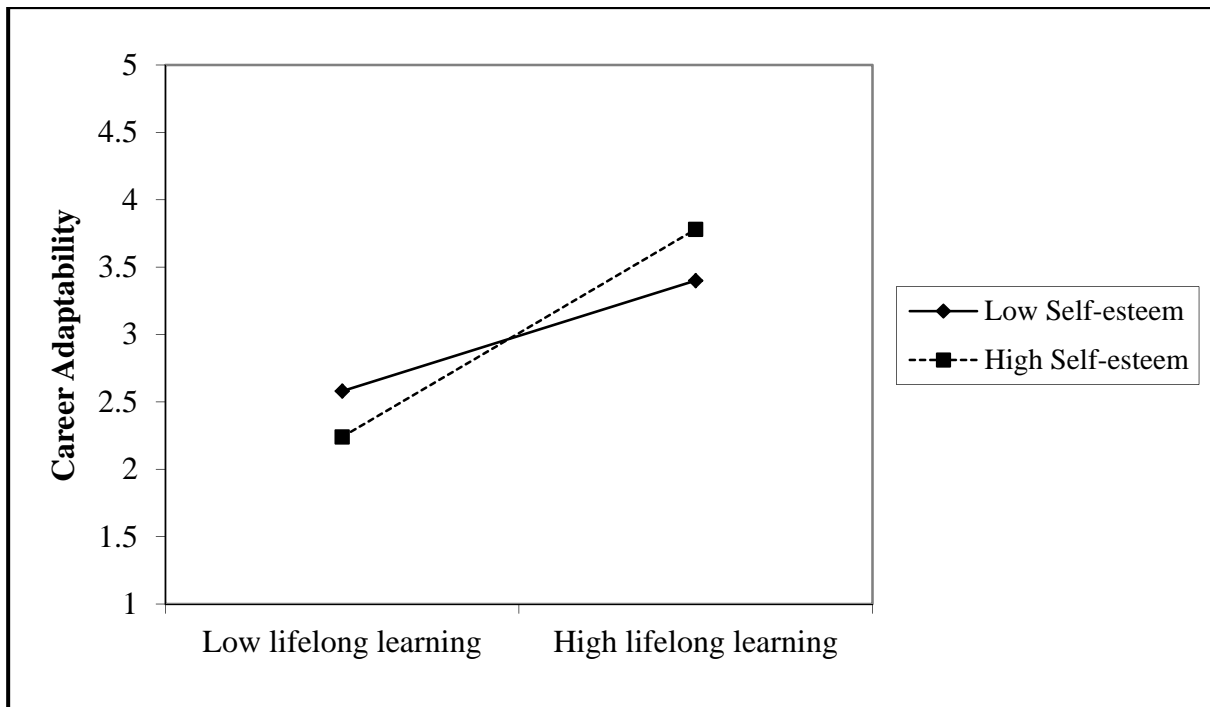 Career Adaptability
5
4.5
4
3.5
3
2.5
2
1.5
1
Low lifelong learning
High lifelong learning
Low Self-esteem
High Self-esteem